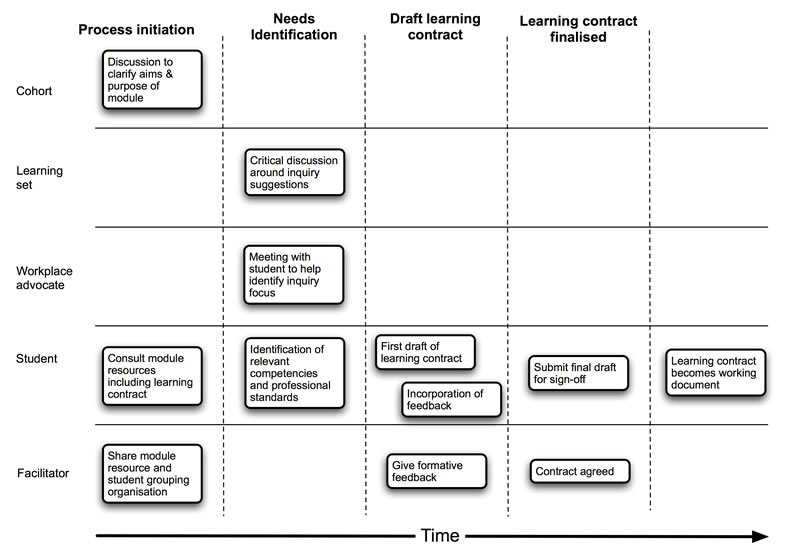 Process initiation
Needs
Identification
Draft learning
contract
Learning contract
finalised
Cohort
Discussion to
clarify aims &
purpose of
module
Learning
set
Critical discussion
around inquiry
suggestions
Workplace
advocate
Meeting with
student to help
identify inquiry
focus
Student
Consult module
resources
including learning
contract
Identification of
relevant
competencies
and professional
standards
First draft of
learning contract
Incorporation of
feedback
Submit final draft
for sign-off
Learning contract
becomes working
document
Facilitator
Share module
resource and
student grouping
organisation
Give formative
feedback
Contract agreed
Time